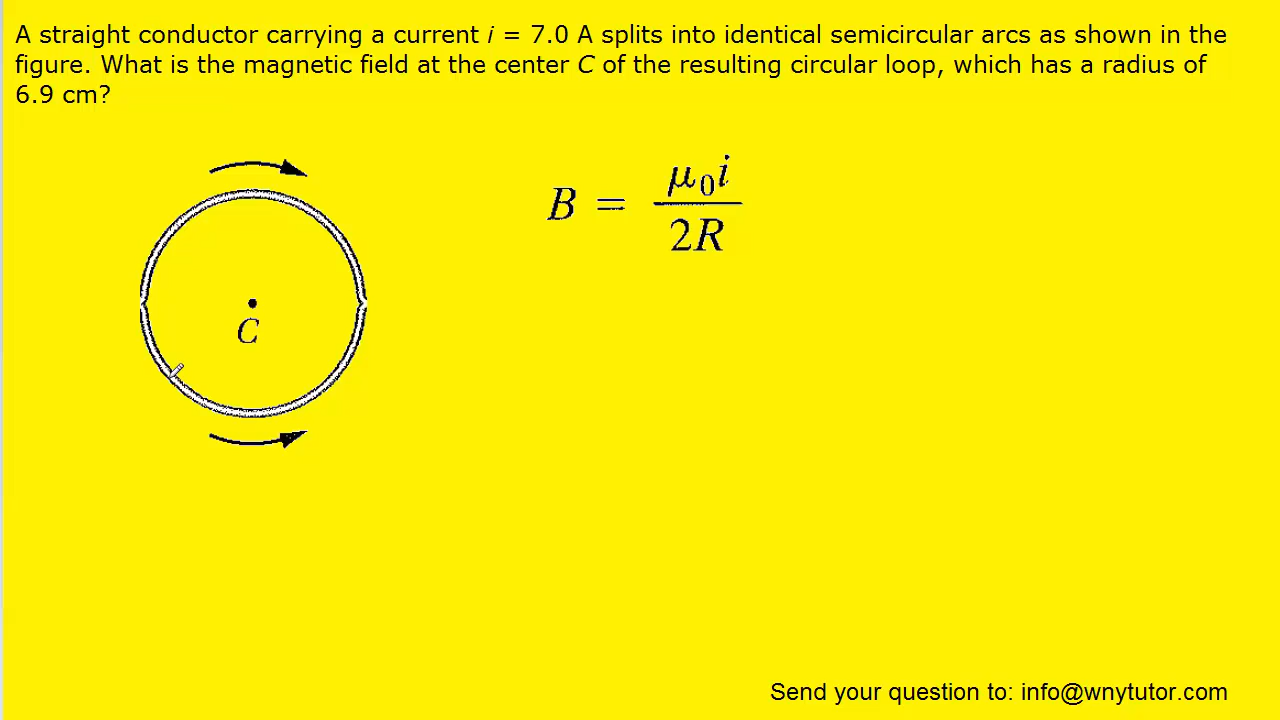 A straight conductor carrying a current i = 7.0 A splits into identical semicircular arcs as shown in the
figure. What is the magnetic field at the center C of the resulting circular loop, which has a radius of
6.9 cm?
B = μ₀i / 2R
C
Send your question to: info@wnytutor.com